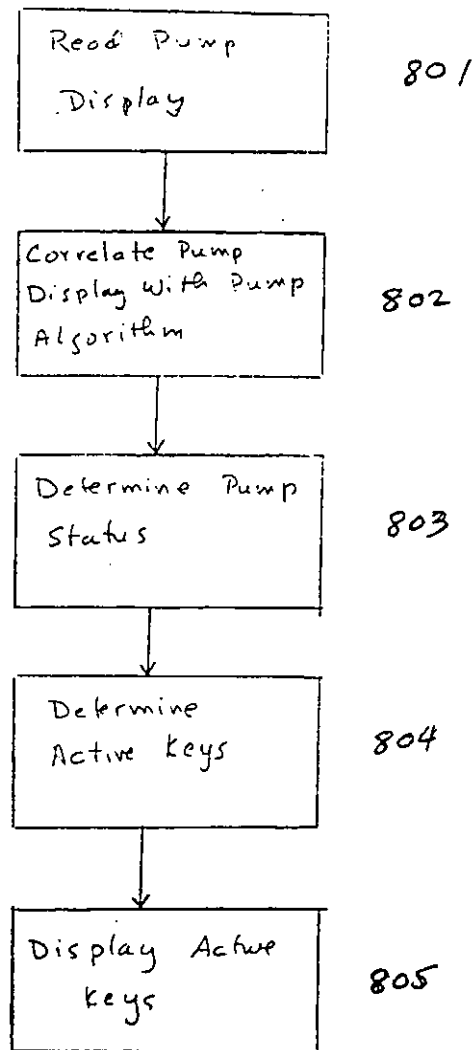 Read Pump
Display
801
Correlate Pump
Display With Pump
Algorithm
802
Determine Pump
Status
803
Determine
Active Keys
804
Display Active
Keys
805